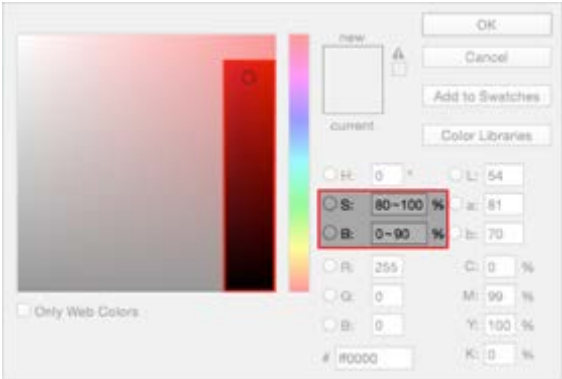 new
OK
Cancel
Add to Swatches
current
Color Libraries
H: 0 °
L: 54
S: 80~100 %
a: 81
B: 0~90 %
b: 70
R: 255
C: 0 %
G: 0
M: 99 %
Only Web Colors
B: 0
Y: 100 %
# ff0000
K: 0 %